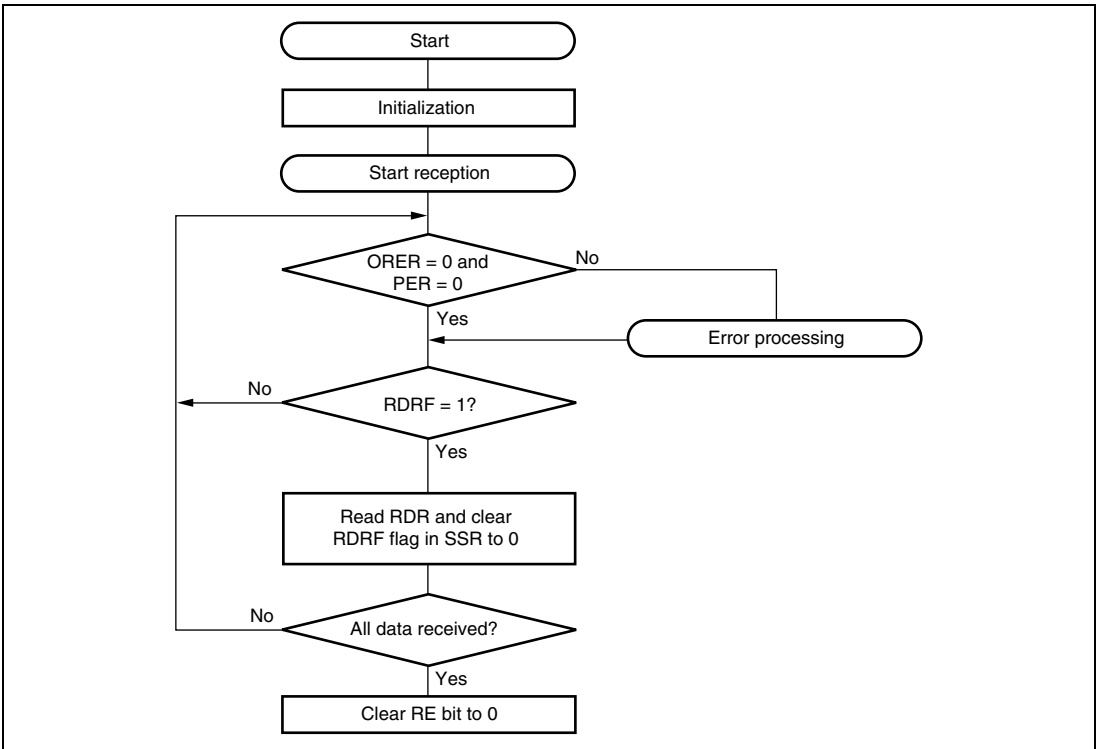 Start
Initialization
Start reception
ORER = 0 and
PER = 0
No
Yes
Error processing
No
RDRF = 1?
Yes
Read RDR and clear
RDRF flag in SSR to 0
No
All data received?
Yes
Clear RE bit to 0